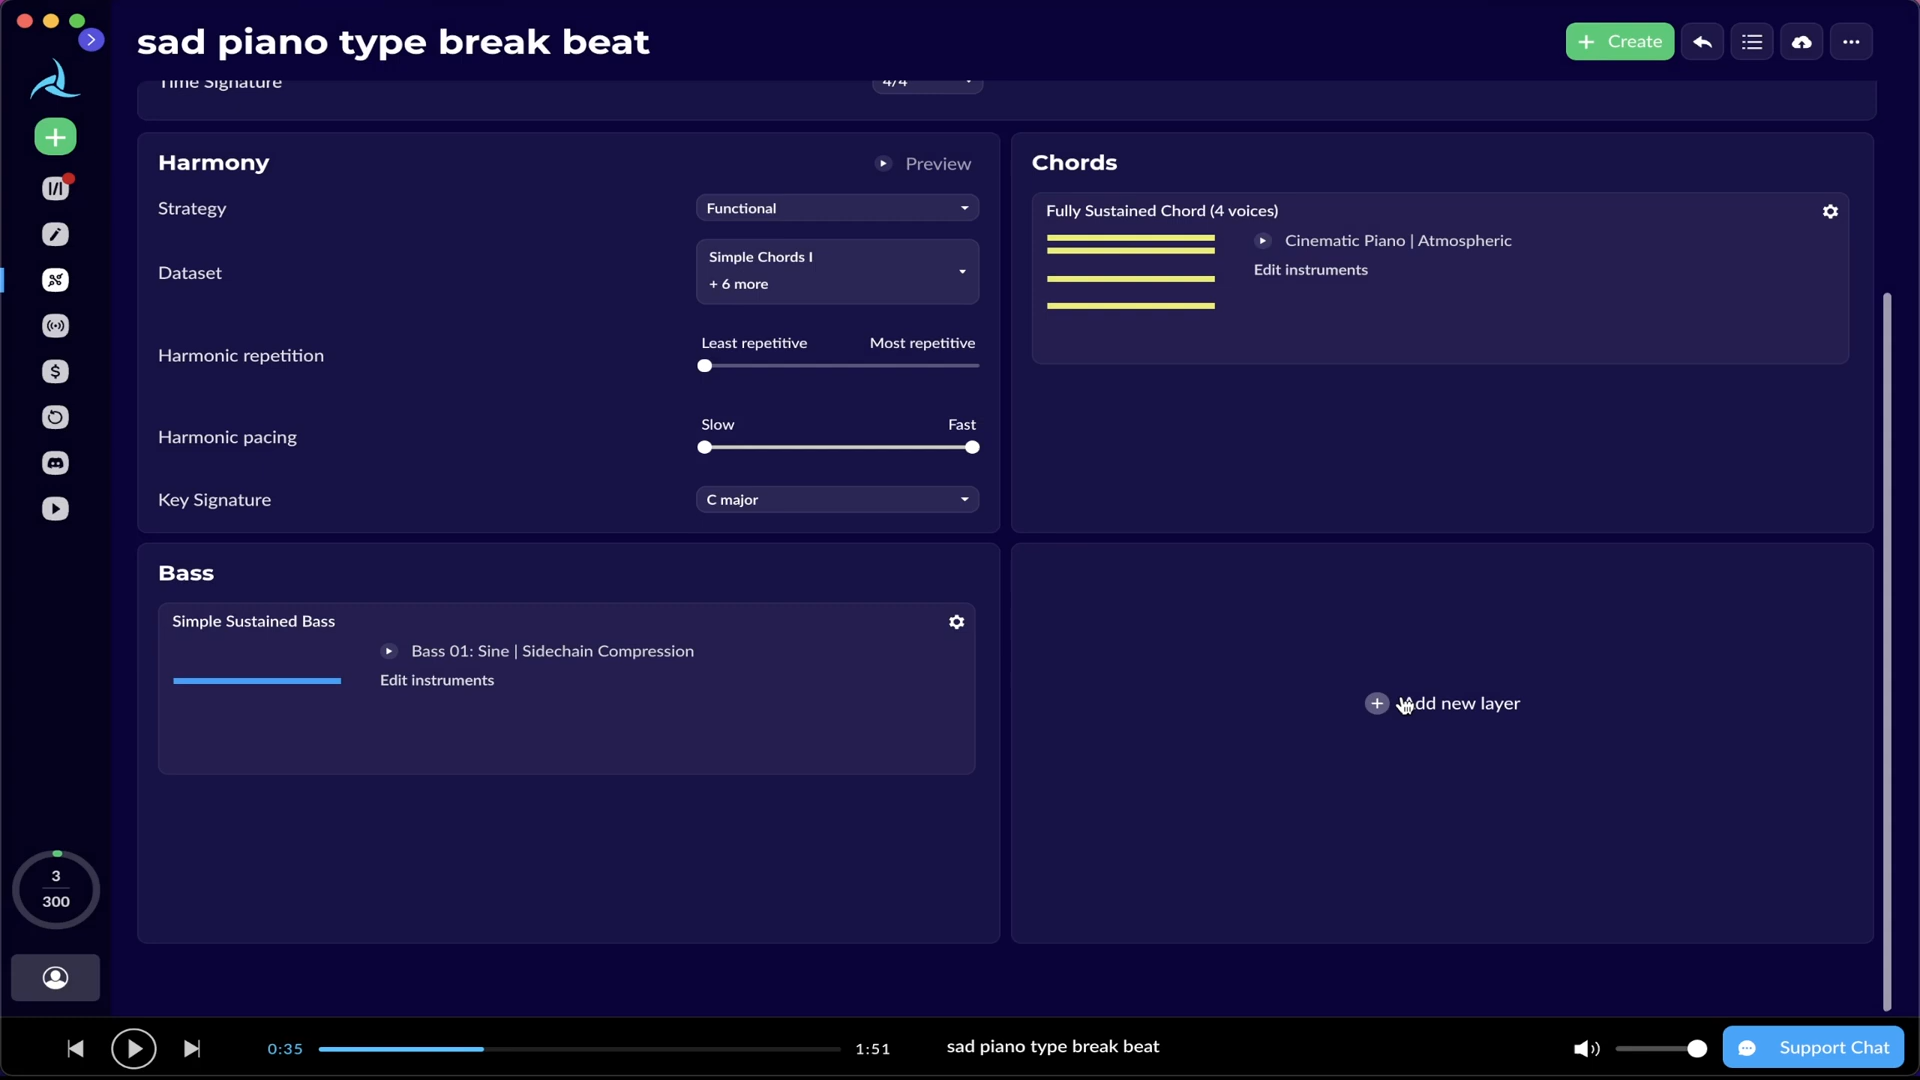 sad piano type break beat
+ Create
Time Signature
4/4
Harmony
Preview
Chords
Strategy
Functional
Dataset
Simple Chords I
+ 6 more
Fully Sustained Chord (4 voices)
Cinematic Piano | Atmospheric
Edit instruments
Harmonic repetition
Least repetitive
Most repetitive
Harmonic pacing
Slow
Fast
Key Signature
C major
Bass
Simple Sustained Bass
Bass 01: Sine | Sidechain Compression
Edit instruments
Add new layer
3
300
0:35
1:51
sad piano type break beat
Support Chat